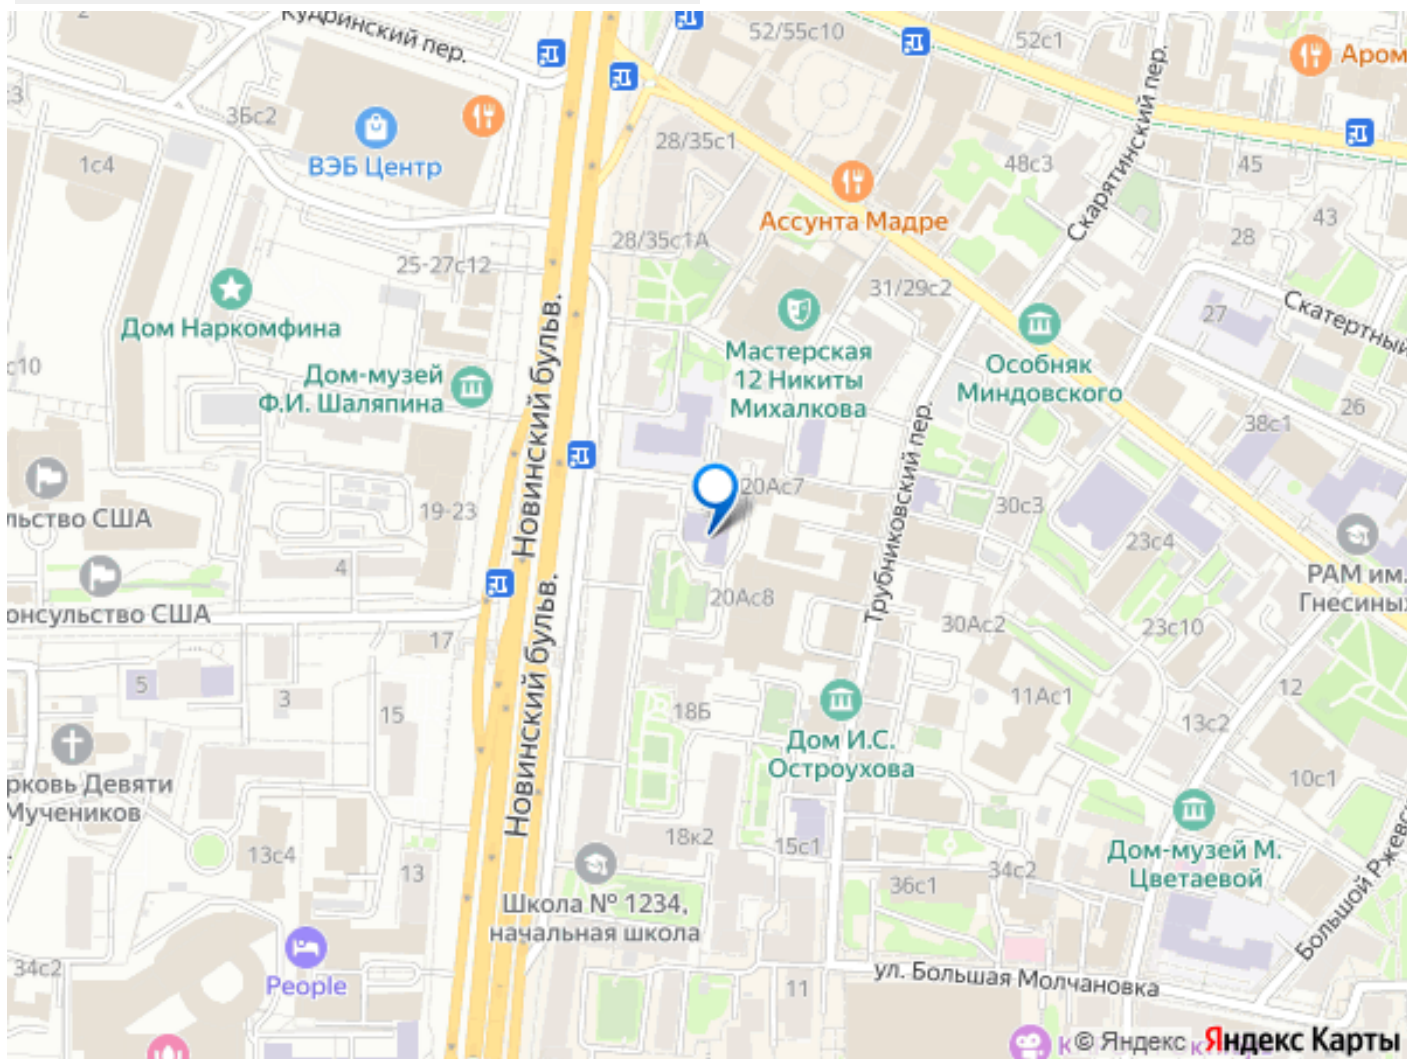 Кудринский пер.
52/55с10
52с1
Аром
3
3Бс2
ВЭБ Центр
28/35с1
1с4
48с3
45
Скарятинский пер.
Ассунта Мадре
43
28
28/35с1А
25-27с12
31/29с2
Дом Наркомфина
Скатертный
27
Мастерская
12 Никиты
Михалкова
Особняк
Миндовского
с10
Дом-музей
Ф.И. Шаляпина
26
38с1
Новинский бульв.
Трубниковский пер.
20Ас7
30с3
льство США
19-23
23с4
4
РАМ им.
Гнесиных
20Ас8
онсульство США
30Ас2
23с10
17
Новинский бульв.
5
3
15
18Б
11Ас1
12
13с2
Дом И.С.
Остроухова
рковь Девяти
Мучеников
10с1
18к2
15с1
13с4
13
Дом-музей М.
Цветаевой
34с2
36с1
Большой Ржевс
Школа № 1234,
начальная школа
34с2
People
ул. Большая Молчановка
11
© Яндекс Яндекс Карты